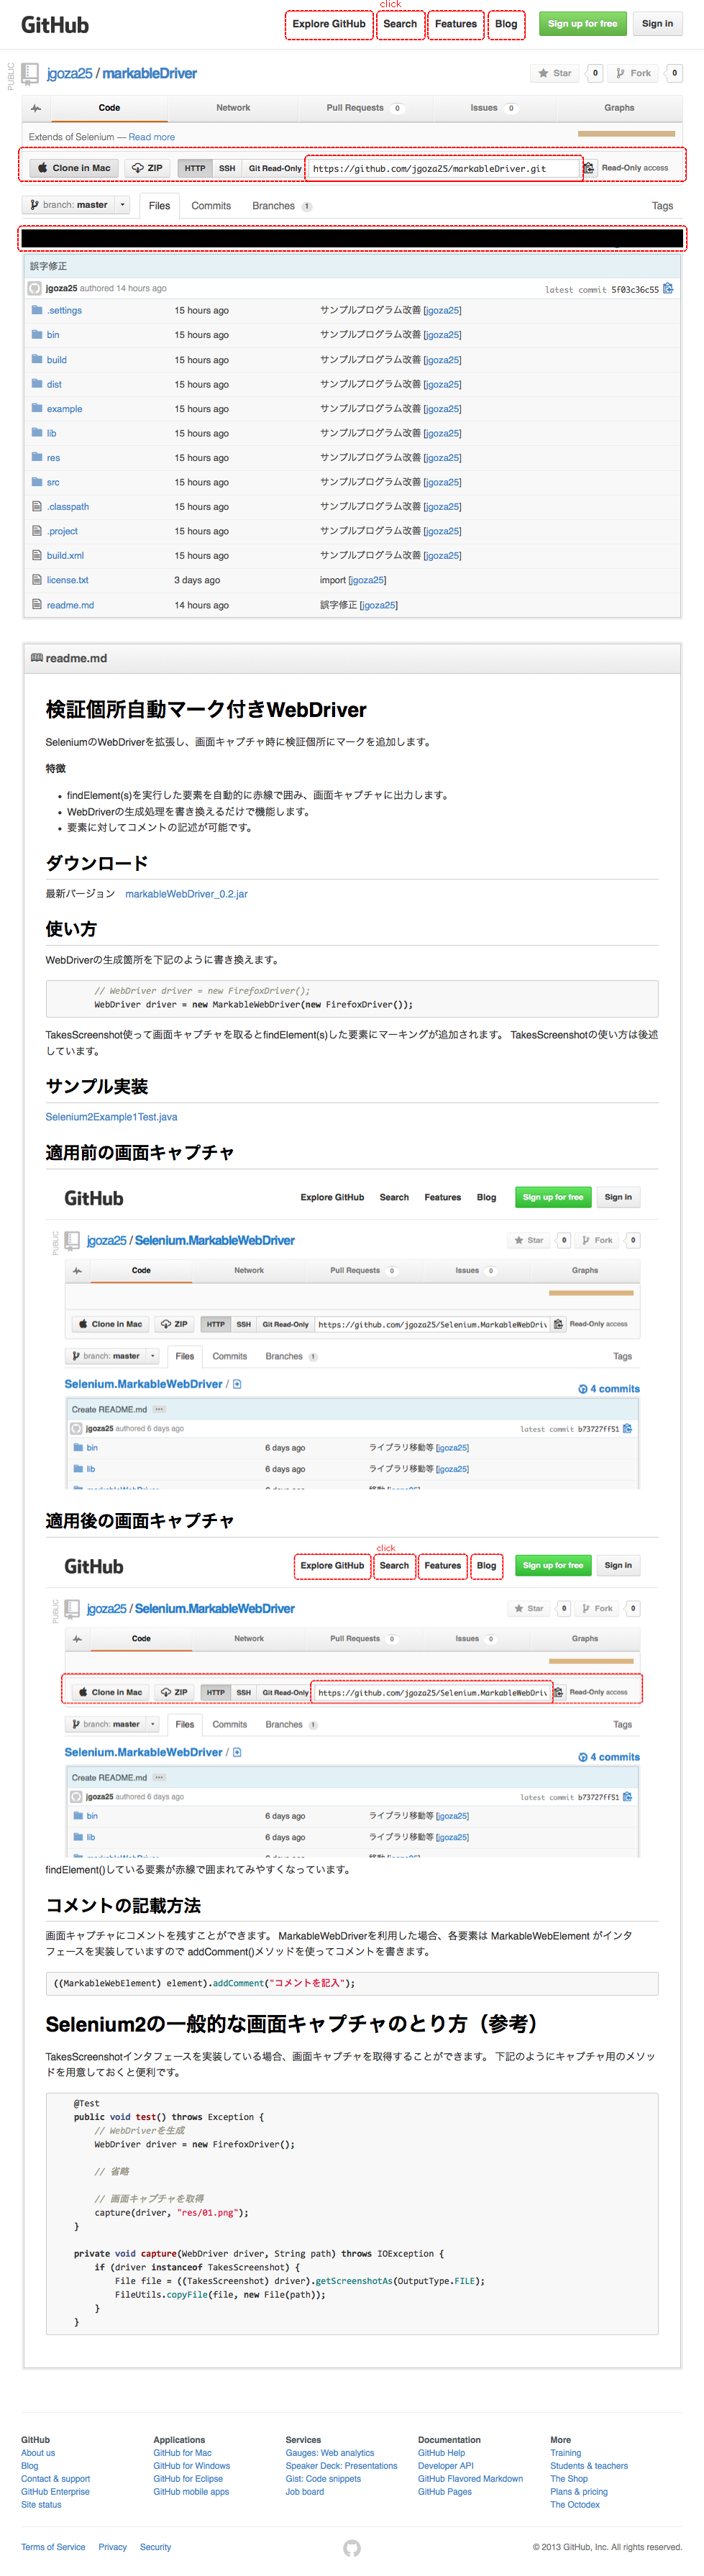 click
GitHub Explore GitHub Search Features Blog Sign up for free Sign in
PUBLIC jgoza25 / markableDriver Star 0 Fork 0
Code Network Pull Requests 0 Issues 0 Graphs
Extends of Selenium — Read more
Clone in Mac ZIP HTTP SSH Git Read-Only https://github.com/jgoza25/markableDriver.git Read-Only access
branch: master Files Commits Branches 1 Tags
誤字修正
jgoza25 authored 14 hours ago latest commit 5f03c36c55
.settings 15 hours ago サンプルプログラム改善 [jgoza25]
bin 15 hours ago サンプルプログラム改善 [jgoza25]
build 15 hours ago サンプルプログラム改善 [jgoza25]
dist 15 hours ago サンプルプログラム改善 [jgoza25]
example 15 hours ago サンプルプログラム改善 [jgoza25]
lib 15 hours ago サンプルプログラム改善 [jgoza25]
res 15 hours ago サンプルプログラム改善 [jgoza25]
src 15 hours ago サンプルプログラム改善 [jgoza25]
.classpath 15 hours ago サンプルプログラム改善 [jgoza25]
.project 15 hours ago サンプルプログラム改善 [jgoza25]
build.xml 15 hours ago サンプルプログラム改善 [jgoza25]
license.txt 3 days ago import [jgoza25]
readme.md 14 hours ago 誤字修正 [jgoza25]
readme.md
検証個所自動マーク付きWebDriver
SeleniumのWebDriverを拡張し、画面キャプチャ時に検証個所にマークを追加します。
特徴
• findElement(s)を実行した要素を自動的に赤線で囲み、画面キャプチャに出力します。
• WebDriverの生成処理を書き換えるだけで機能します。
• 要素に対してコメントの記述が可能です。
ダウンロード
最新バージョン markableWebDriver_0.2.jar
使い方
WebDriverの生成箇所を下記のように書き換えます。
// WebDriver driver = new FirefoxDriver();
WebDriver driver = new MarkableWebDriver(new FirefoxDriver());
TakesScreenshot使って画面キャプチャを取るとfindElement(s)した要素にマーキングが追加されます。 TakesScreenshotの使い方は後述
しています。
サンプル実装
Selenium2Example1Test.java
適用前の画面キャプチャ
GitHub Explore GitHub Search Features Blog Sign up for free Sign in
PUBLIC jgoza25 / Selenium.MarkableWebDriver Star 0 Fork 0
Code Network Pull Requests 0 Issues 0 Graphs
Clone in Mac ZIP HTTP SSH Git Read-Only https://github.com/jgoza25/Selenium.MarkableWebDriv Read-Only access
branch: master Files Commits Branches 1 Tags
Selenium.MarkableWebDriver / 4 commits
Create README.md
jgoza25 authored 6 days ago latest commit b73727ff51
bin 6 days ago ライブラリ移動等 [jgoza25]
lib 6 days ago ライブラリ移動等 [jgoza25]
適用後の画面キャプチャ
click
GitHub Explore GitHub Search Features Blog Sign up for free Sign in
PUBLIC jgoza25 / Selenium.MarkableWebDriver Star 0 Fork 0
Code Network Pull Requests 0 Issues 0 Graphs
Clone in Mac ZIP HTTP SSH Git Read-Only https://github.com/jgoza25/Selenium.MarkableWebDriv Read-Only access
branch: master Files Commits Branches 1 Tags
Selenium.MarkableWebDriver / 4 commits
Create README.md
jgoza25 authored 6 days ago latest commit b73727ff51
bin 6 days ago ライブラリ移動等 [jgoza25]
lib 6 days ago ライブラリ移動等 [jgoza25]
findElement()している要素が赤線で囲まれてみやすくなっています。
コメントの記載方法
画面キャプチャにコメントを残すことができます。 MarkableWebDriverを利用した場合、各要素は MarkableWebElement がインタ
フェースを実装していますので addComment()メソッドを使ってコメントを書きます。
((MarkableWebElement) element).addComment("コメントを記入");
Selenium2の一般的な画面キャプチャのとり方（参考）
TakesScreenshotインタフェースを実装している場合、画面キャプチャを取得することができます。 下記のようにキャプチャ用のメソッ
ドを用意しておくと便利です。
@Test
public void test() throws Exception {
// WebDriverを生成
WebDriver driver = new FirefoxDriver();
// 省略
// 画面キャプチャを取得
capture(driver, "res/01.png");
}
private void capture(WebDriver driver, String path) throws IOException {
if (driver instanceof TakesScreenshot) {
File file = ((TakesScreenshot) driver).getScreenshotAs(OutputType.FILE);
FileUtils.copyFile(file, new File(path));
}
}
GitHub Applications Services Documentation More
About us GitHub for Mac Gauges: Web analytics GitHub Help Training
Blog GitHub for Windows Speaker Deck: Presentations Developer API Students & teachers
Contact & support GitHub for Eclipse Gist: Code snippets GitHub Flavored Markdown The Shop
GitHub Enterprise GitHub mobile apps Job board GitHub Pages Plans & pricing
Site status The Octodex
Terms of Service Privacy Security © 2013 GitHub, Inc. All rights reserved.